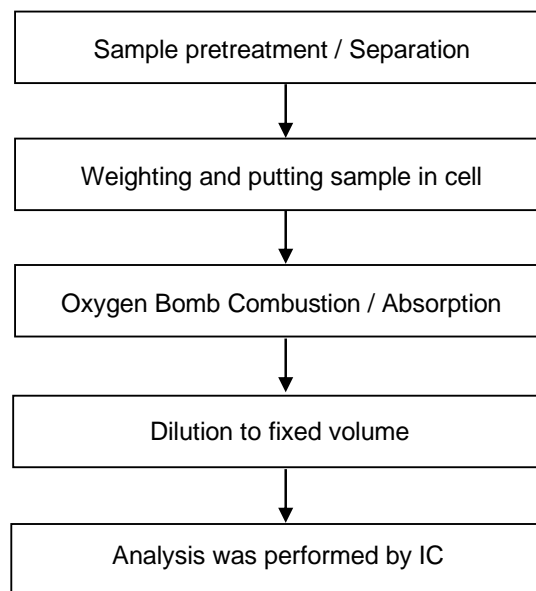 Sample pretreatment / Separation
Weighting and putting sample in cell
Oxygen Bomb Combustion / Absorption
Dilution to fixed volume
Analysis was performed by IC